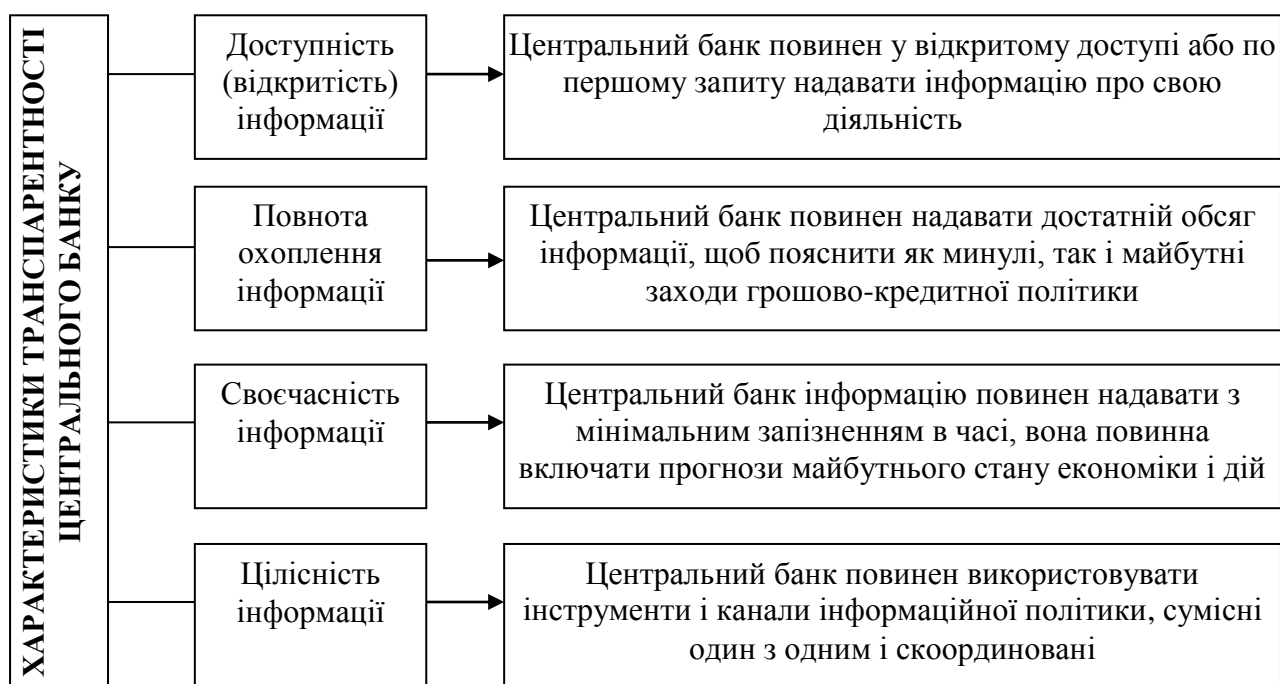 ХАРАКТЕРИСТИКИ ТРАНСПАРЕНТНОСТІ
ЦЕНТРАЛЬНОГО БАНКУ
Доступність
(відкритість)
інформації
Центральний банк повинен у відкритому доступі або по
першому запиту надавати інформацію про свою
діяльність
Повнота
охоплення
інформації
Центральний банк повинен надавати достатній обсяг
інформації, щоб пояснити як минулі, так і майбутні
заходи грошово-кредитної політики
Своєчасність
інформації
Центральний банк інформацію повинен надавати з
мінімальним запізненням в часі, вона повинна
включати прогнози майбутнього стану економіки і дій
Цілісність
інформації
Центральний банк повинен використовувати
інструменти і канали інформаційної політики, сумісні
один з одним і скоординовані